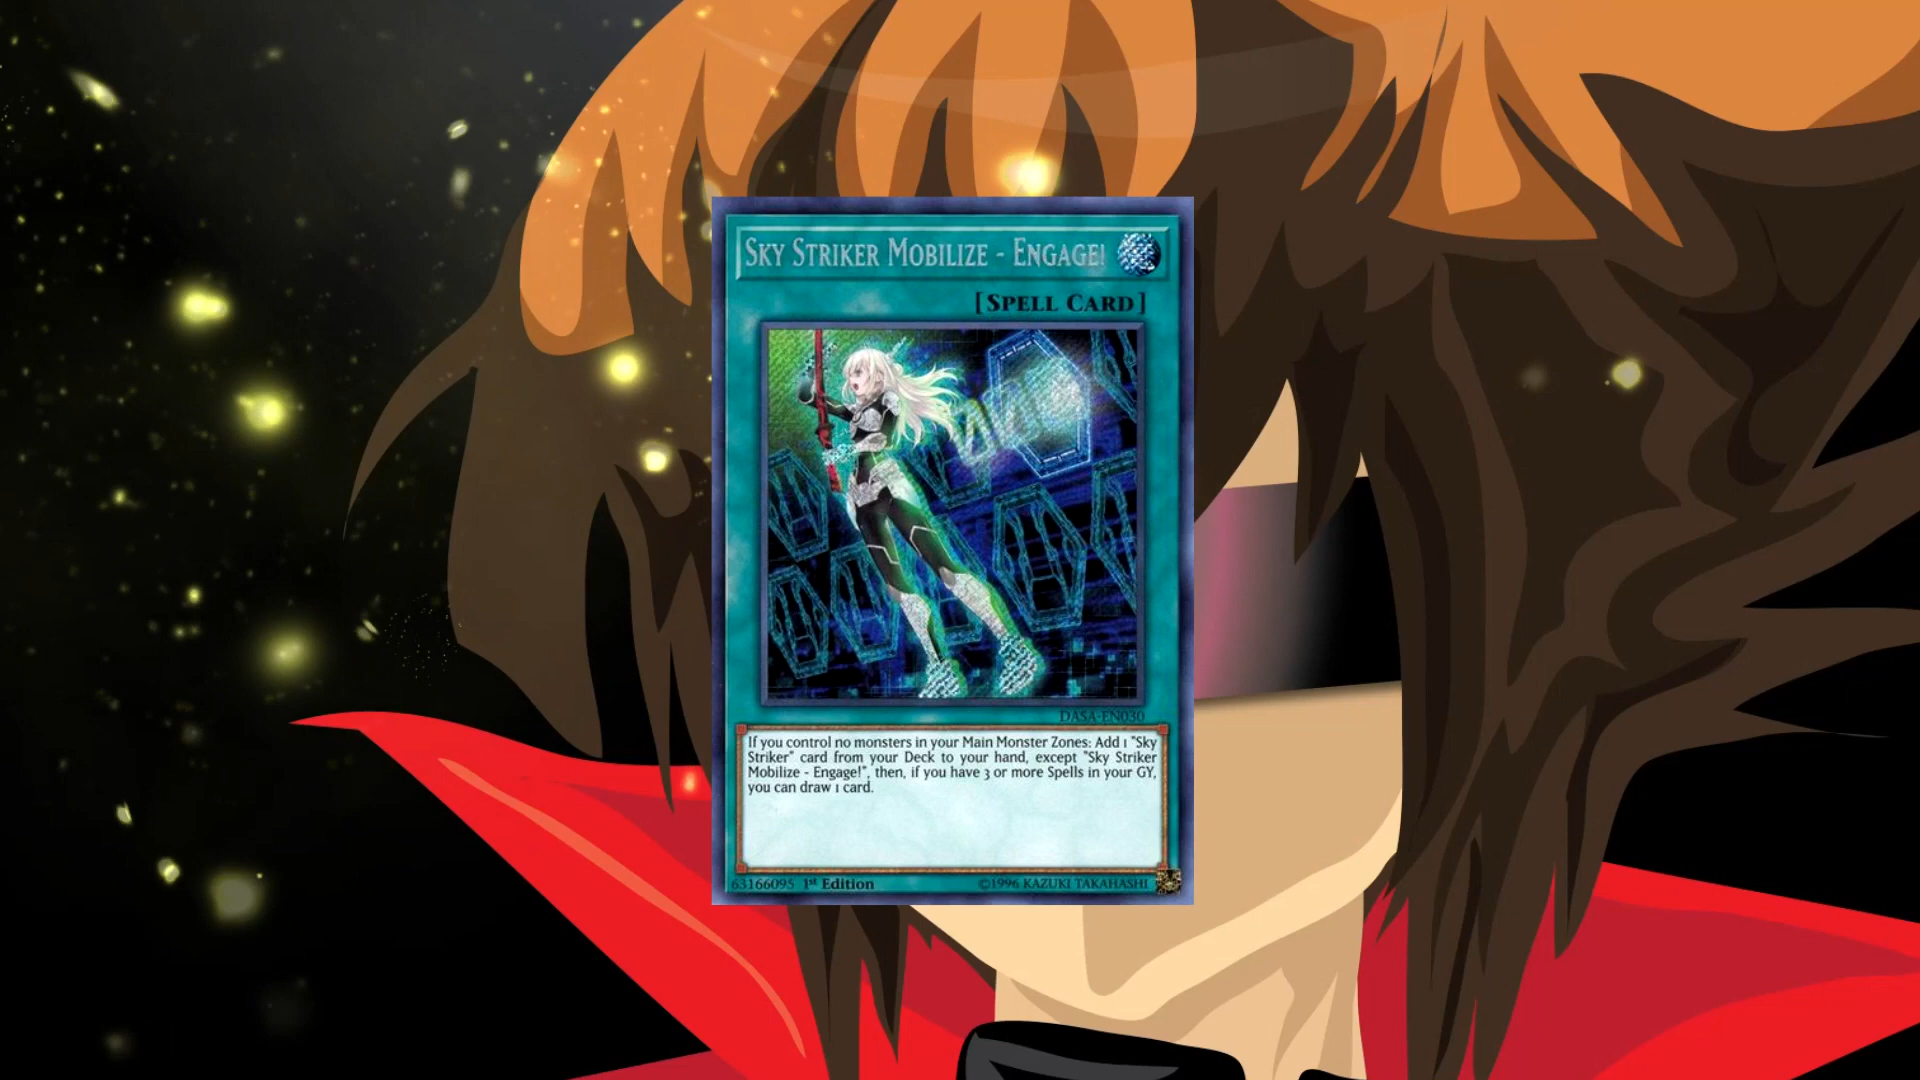 Sky Striker Mobilize - Engage!
[Spell Card]
DASA-EN030
If you control no monsters in your Main Monster Zones: Add 1 "Sky
Striker" card from your Deck to your hand, except "Sky Striker
Mobilize - Engage!", then, if you have 3 or more Spells in your GY,
you can draw 1 card.
63166095 1st Edition ©1996 KAZUKI TAKAHASHI